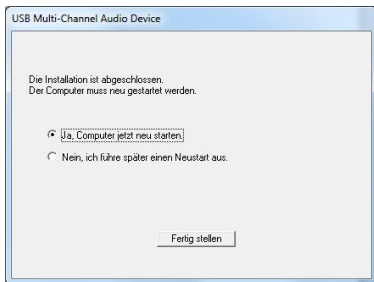 USB Multi-Channel Audio Device
Die Installation ist abgeschlossen.
Der Computer muss neu gestartet werden.
Ja, Computer jetzt neu starten.
Nein, ich führe später einen Neustart aus.
Fertig stellen